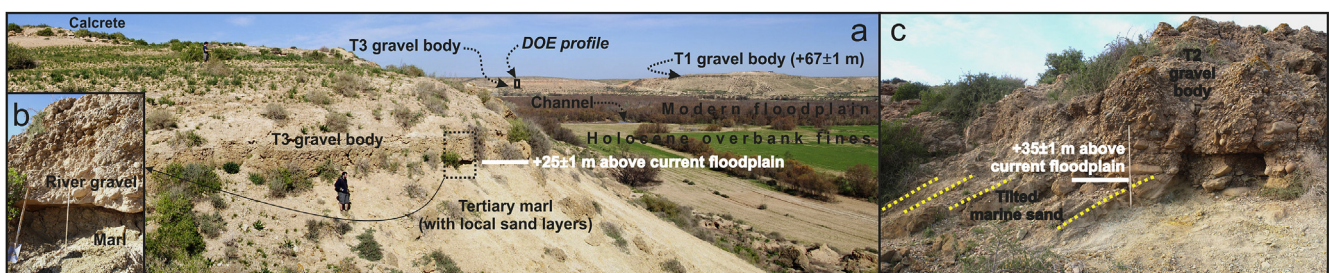 Calcrete
T3 gravel body
DOE profile
a
T1 gravel body (+67±1 m)
Channel
Modern floodplain
Holocene overbank fines
T3 gravel body
+25±1 m above current floodplain
Tertiary marl
(with local sand layers)
b
River gravel
Marl
c
T2
gravel
body
+35±1 m above
current floodplain
Tilted
marine sand